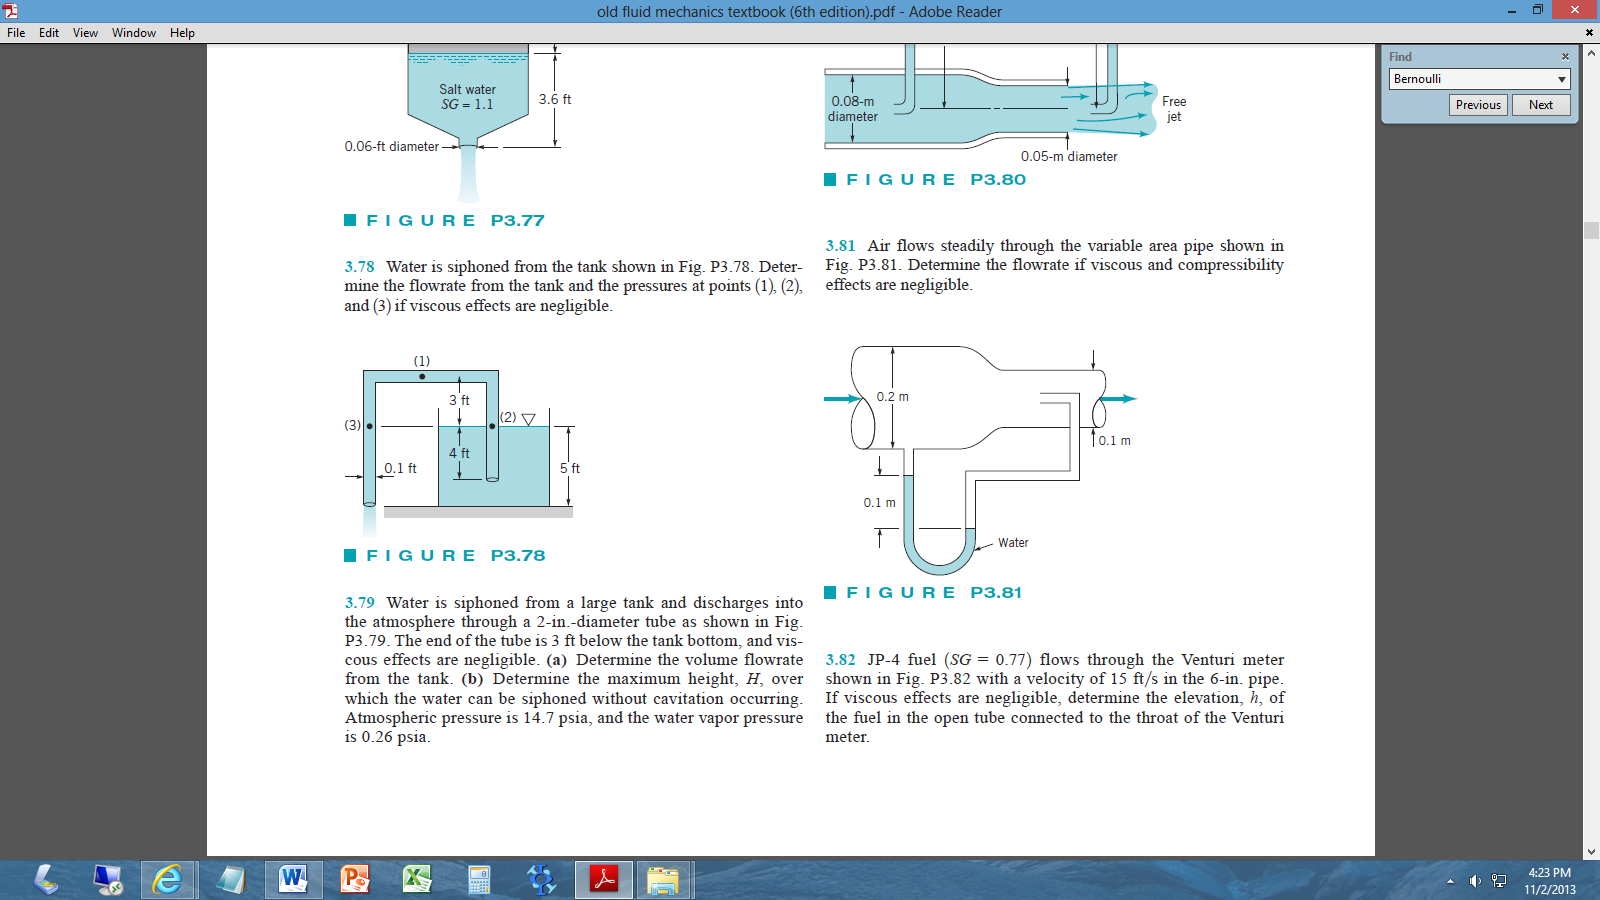 old fluid mechanics textbook (6th edition).pdf - Adobe Reader
File Edit View Window Help
Find
Bernoulli
Previous Next
Salt water
SG = 1.1
3.6 ft
0.06-ft diameter
FIGURE P3.77
3.78 Water is siphoned from the tank shown in Fig. P3.78. Deter-
mine the flowrate from the tank and the pressures at points (1), (2),
and (3) if viscous effects are negligible.
(1)
3 ft
(2)
(3)
4 ft
0.1 ft
5 ft
FIGURE P3.78
3.79 Water is siphoned from a large tank and discharges into
the atmosphere through a 2-in.-diameter tube as shown in Fig.
P3.79. The end of the tube is 3 ft below the tank bottom, and vis-
cous effects are negligible. (a) Determine the volume flowrate
from the tank. (b) Determine the maximum height, H, over
which the water can be siphoned without cavitation occurring.
Atmospheric pressure is 14.7 psia, and the water vapor pressure
is 0.26 psia.
0.08-m
diameter
Free
jet
0.05-m diameter
FIGURE P3.80
3.81 Air flows steadily through the variable area pipe shown in
Fig. P3.81. Determine the flowrate if viscous and compressibility
effects are negligible.
0.2 m
0.1 m
0.1 m
Water
FIGURE P3.81
3.82 JP-4 fuel (SG = 0.77) flows through the Venturi meter
shown in Fig. P3.82 with a velocity of 15 ft/s in the 6-in. pipe.
If viscous effects are negligible, determine the elevation, h, of
the fuel in the open tube connected to the throat of the Venturi
meter.
4:23 PM
11/2/2013